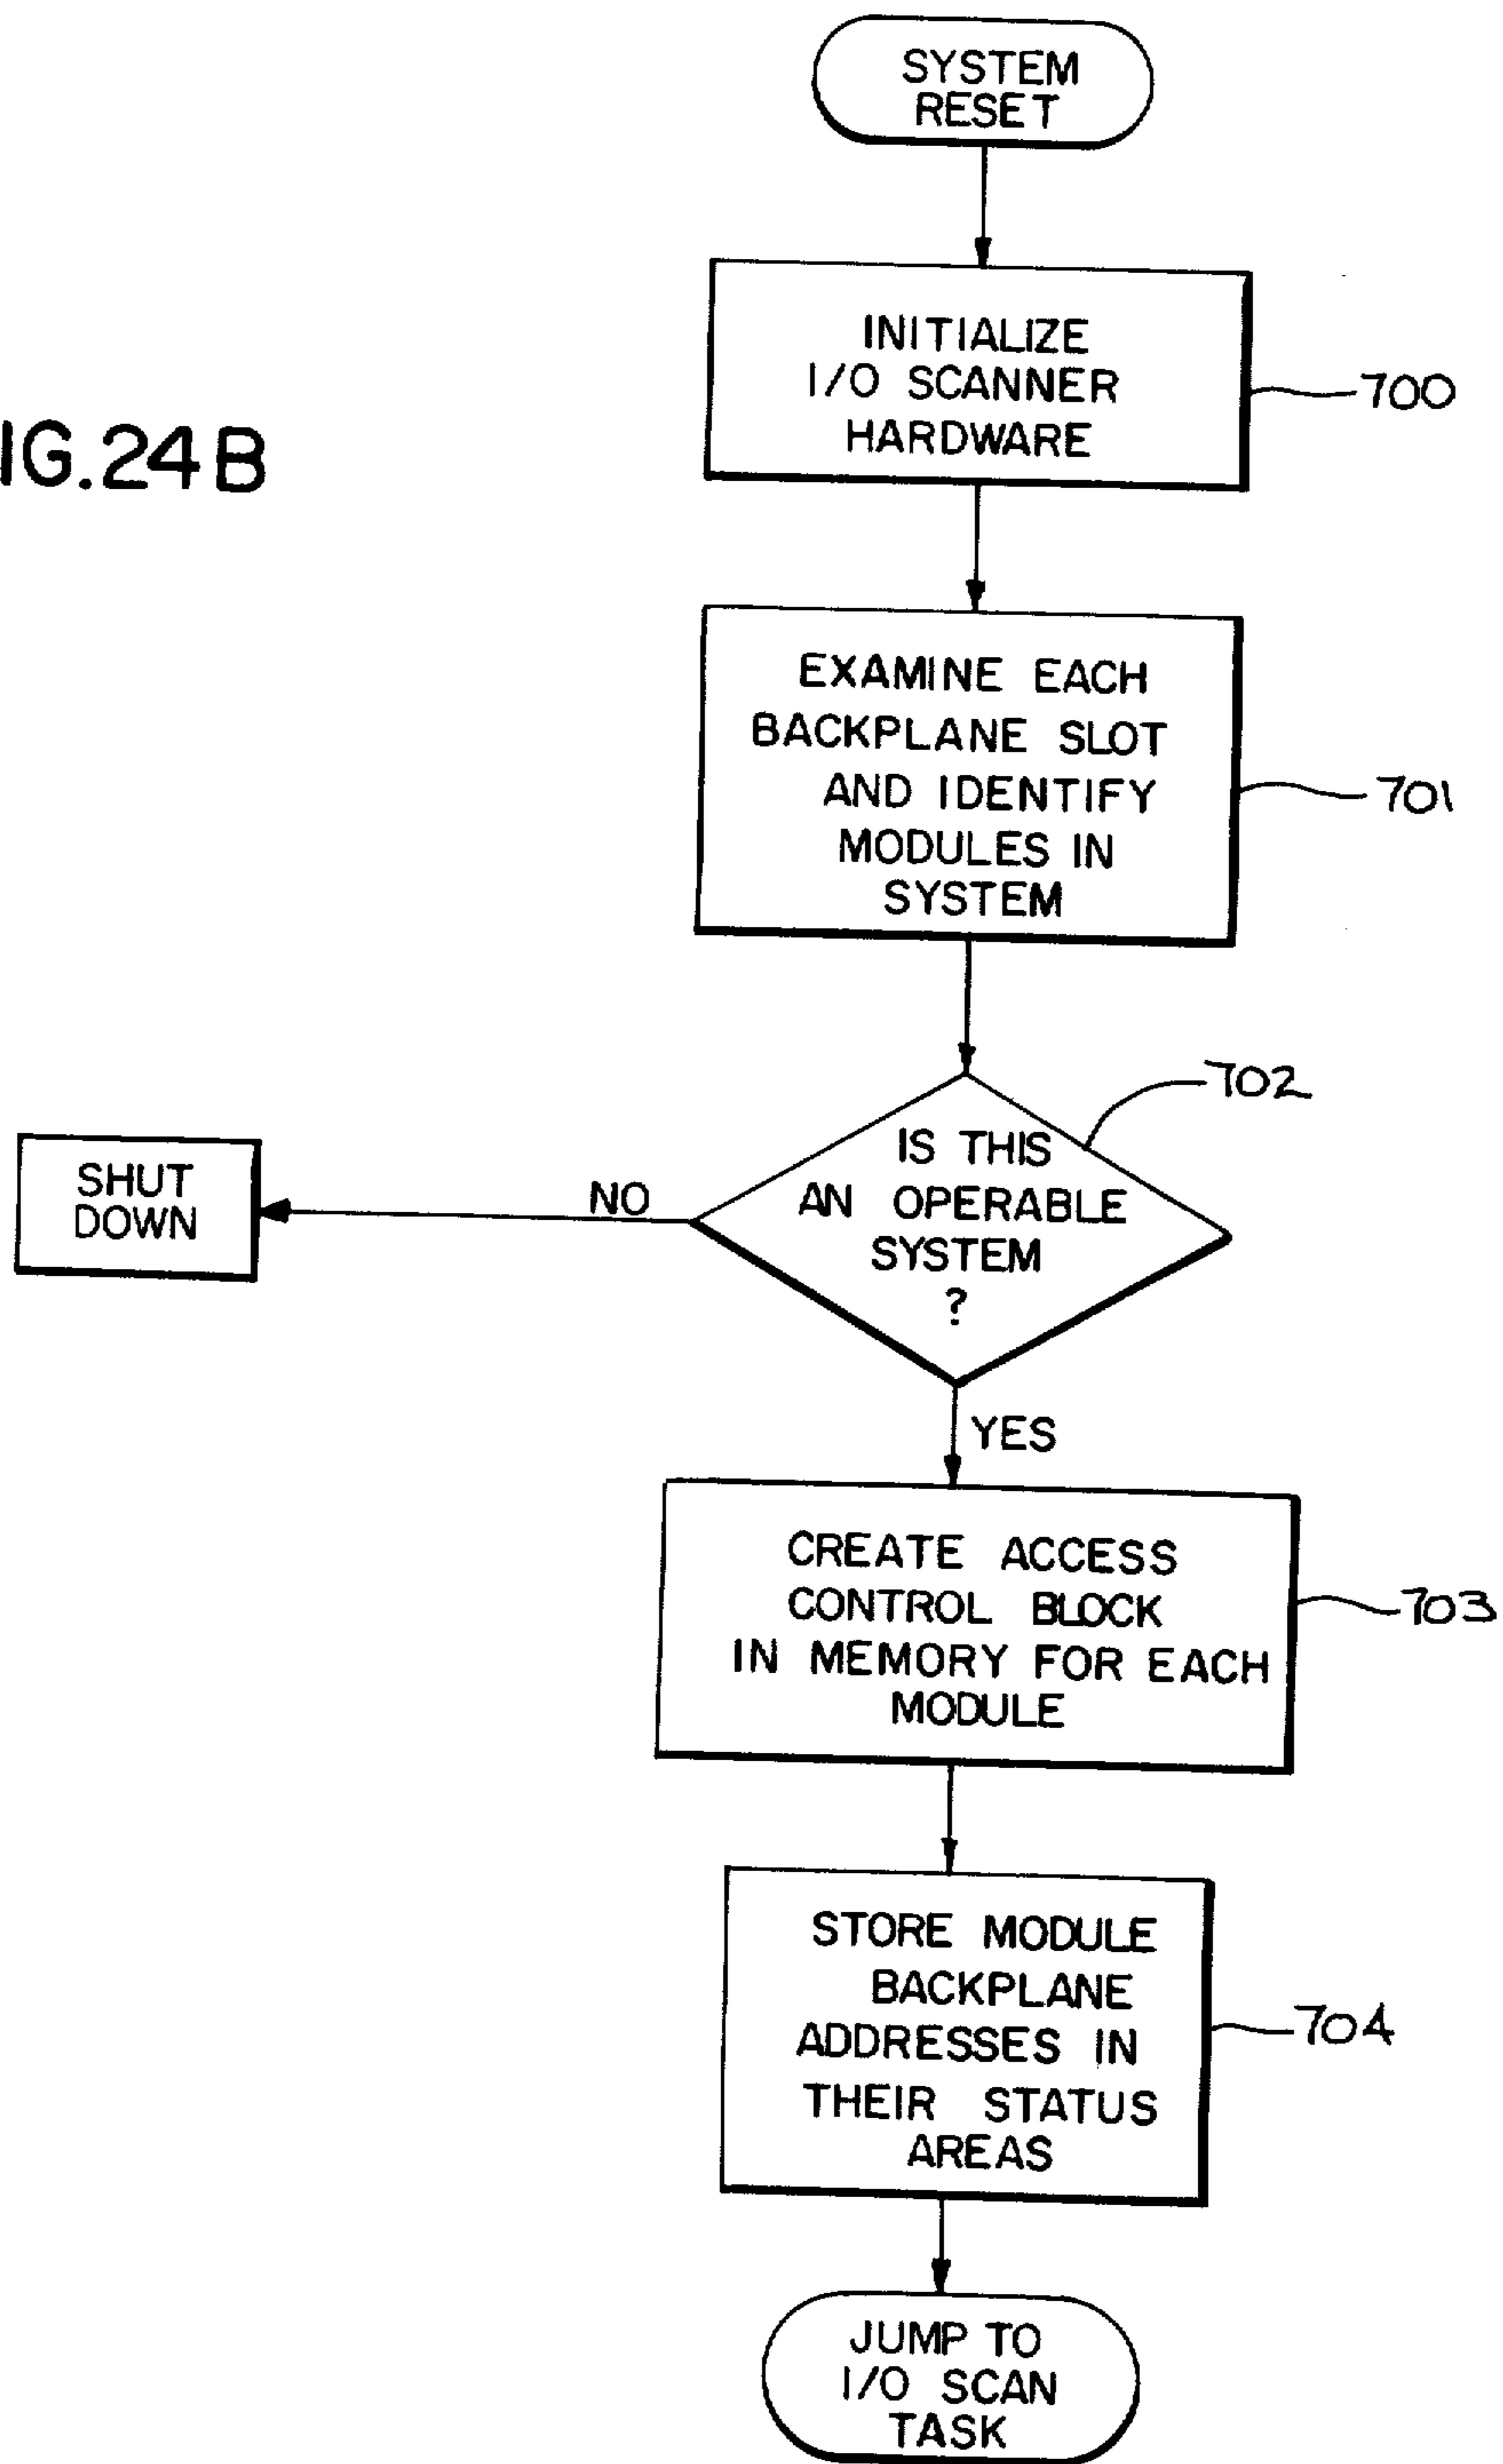 SYSTEM
RESET
INITIALIZE
I/O SCANNER
HARDWARE
700
IG.24B
EXAMINE EACH
BACKPLANE SLOT
AND IDENTIFY
MODULES IN
SYSTEM
701
702
IS THIS
AN OPERABLE
SYSTEM
?
NO
SHUT
DOWN
YES
CREATE ACCESS
CONTROL BLOCK
IN MEMORY FOR EACH
MODULE
703
STORE MODULE
BACKPLANE
ADDRESSES IN
THEIR STATUS
AREAS
704
JUMP TO
I/O SCAN
TASK